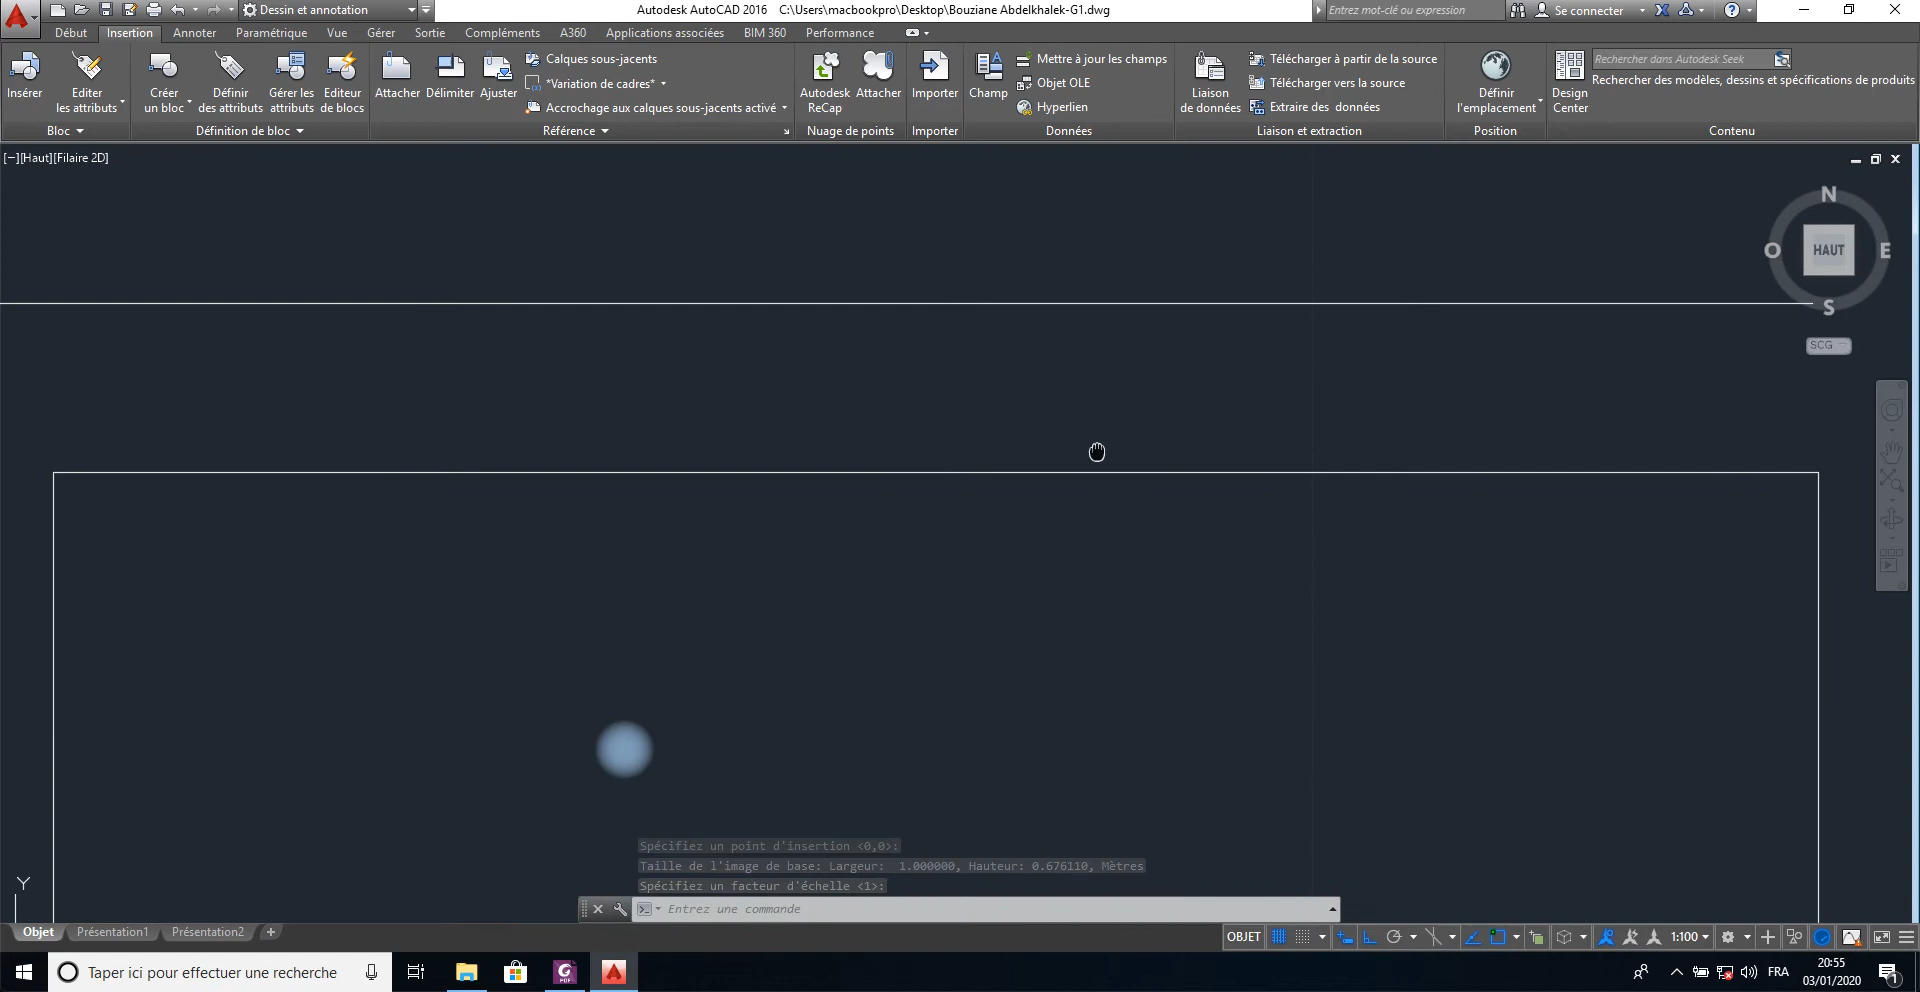 Dessin et annotation
Autodesk AutoCAD 2016 C:\Users\macbookpro\Desktop\Bouziane Abdelkhalek-G1.dwg
Entrez mot-clé ou expression
Se connecter
Début Insertion Annoter Paramétrique Vue Gérer Sortie Compléments A360 Applications associées BIM 360 Performance
Insérer
Editer
les attributs
Bloc
Créer
un bloc
Définir
des attributs
Gérer les
attributs
Editeur
de blocs
Définition de bloc
Attacher
Délimiter
Ajuster
Calques sous-jacents
*Variation de cadres*
Accrochage aux calques sous-jacents activé
Référence
Autodesk
ReCap
Attacher
Nuage de points
Importer
Importer
Champ
Mettre à jour les champs
Objet OLE
Hyperlien
Données
Liaison
de données
Télécharger à partir de la source
Télécharger vers la source
Extraire des données
Liaison et extraction
Définir
l'emplacement
Position
Design
Center
Rechercher dans Autodesk Seek
Rechercher des modèles, dessins et spécifications de produits
Contenu
[−][Haut][Filaire 2D]
N
O
HAUT
E
S
SCG
Spécifiez un point d'insertion <0,0>:
Taille de l'image de base: Largeur: 1.000000, Hauteur: 0.676110, Mètres
Spécifiez un facteur d'échelle <1>:
Entrez une commande
Y
Objet Présentation1 Présentation2 +
OBJET
1:100
Taper ici pour effectuer une recherche
FRA
20:55
03/01/2020
1